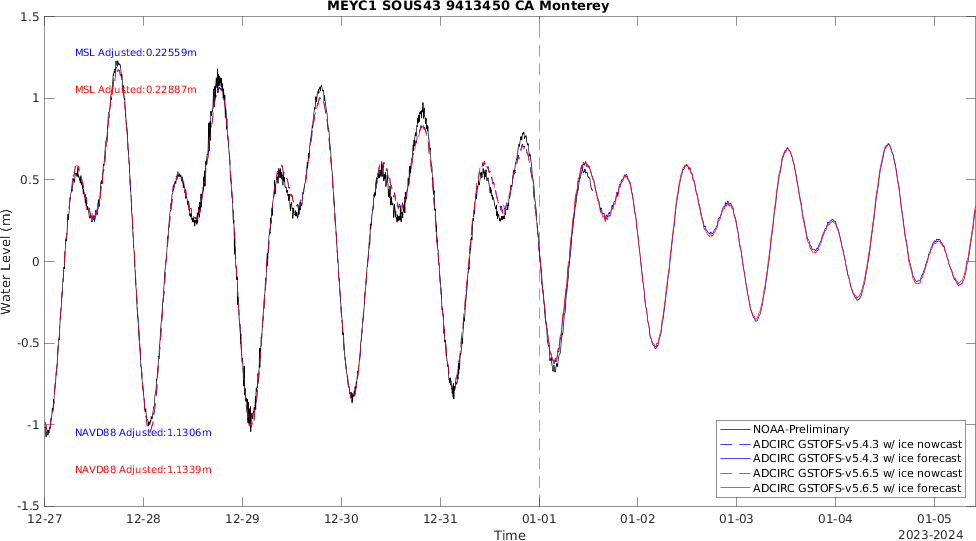 MEYC1 SOUS43 9413450 CA Monterey
1.5
1
0.5
0
-0.5
-1
-1.5
Water Level (m)
MSL Adjusted:0.22559m
MSL Adjusted:0.22887m
NAVD88 Adjusted:1.1306m
NAVD88 Adjusted:1.1339m
NOAA-Preliminary
ADCIRC GSTOFS-v5.4.3 w/ ice nowcast
ADCIRC GSTOFS-v5.4.3 w/ ice forecast
ADCIRC GSTOFS-v5.6.5 w/ ice nowcast
ADCIRC GSTOFS-v5.6.5 w/ ice forecast
12-27 12-28 12-29 12-30 12-31 01-01 01-02 01-03 01-04 01-05
Time
2023-2024